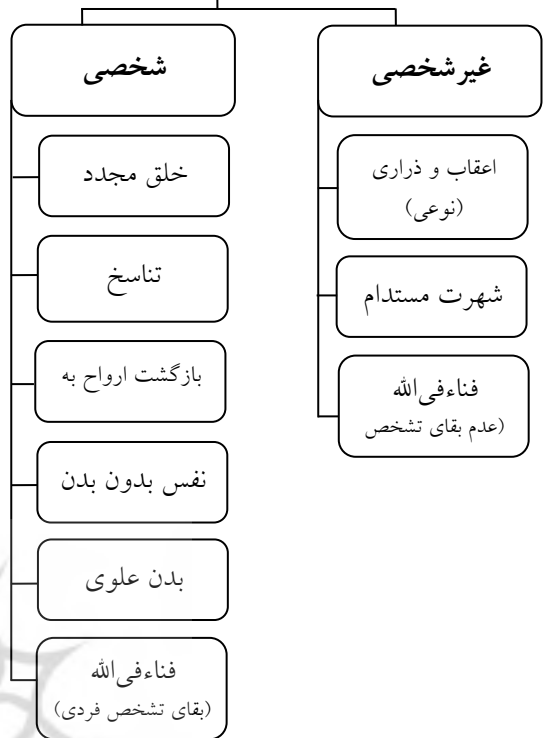 غیرشخصی
اعقاب و ذراری
(نوعی)
شهرت مستدام
فناءفی‌الله
(عدم بقای تشخص
شخصی
خلق مجدد
تناسخ
بازگشت ارواح به
نفس بدون بدن
بدن علوی
فناءفی‌الله
(بقای تشخص فردی)